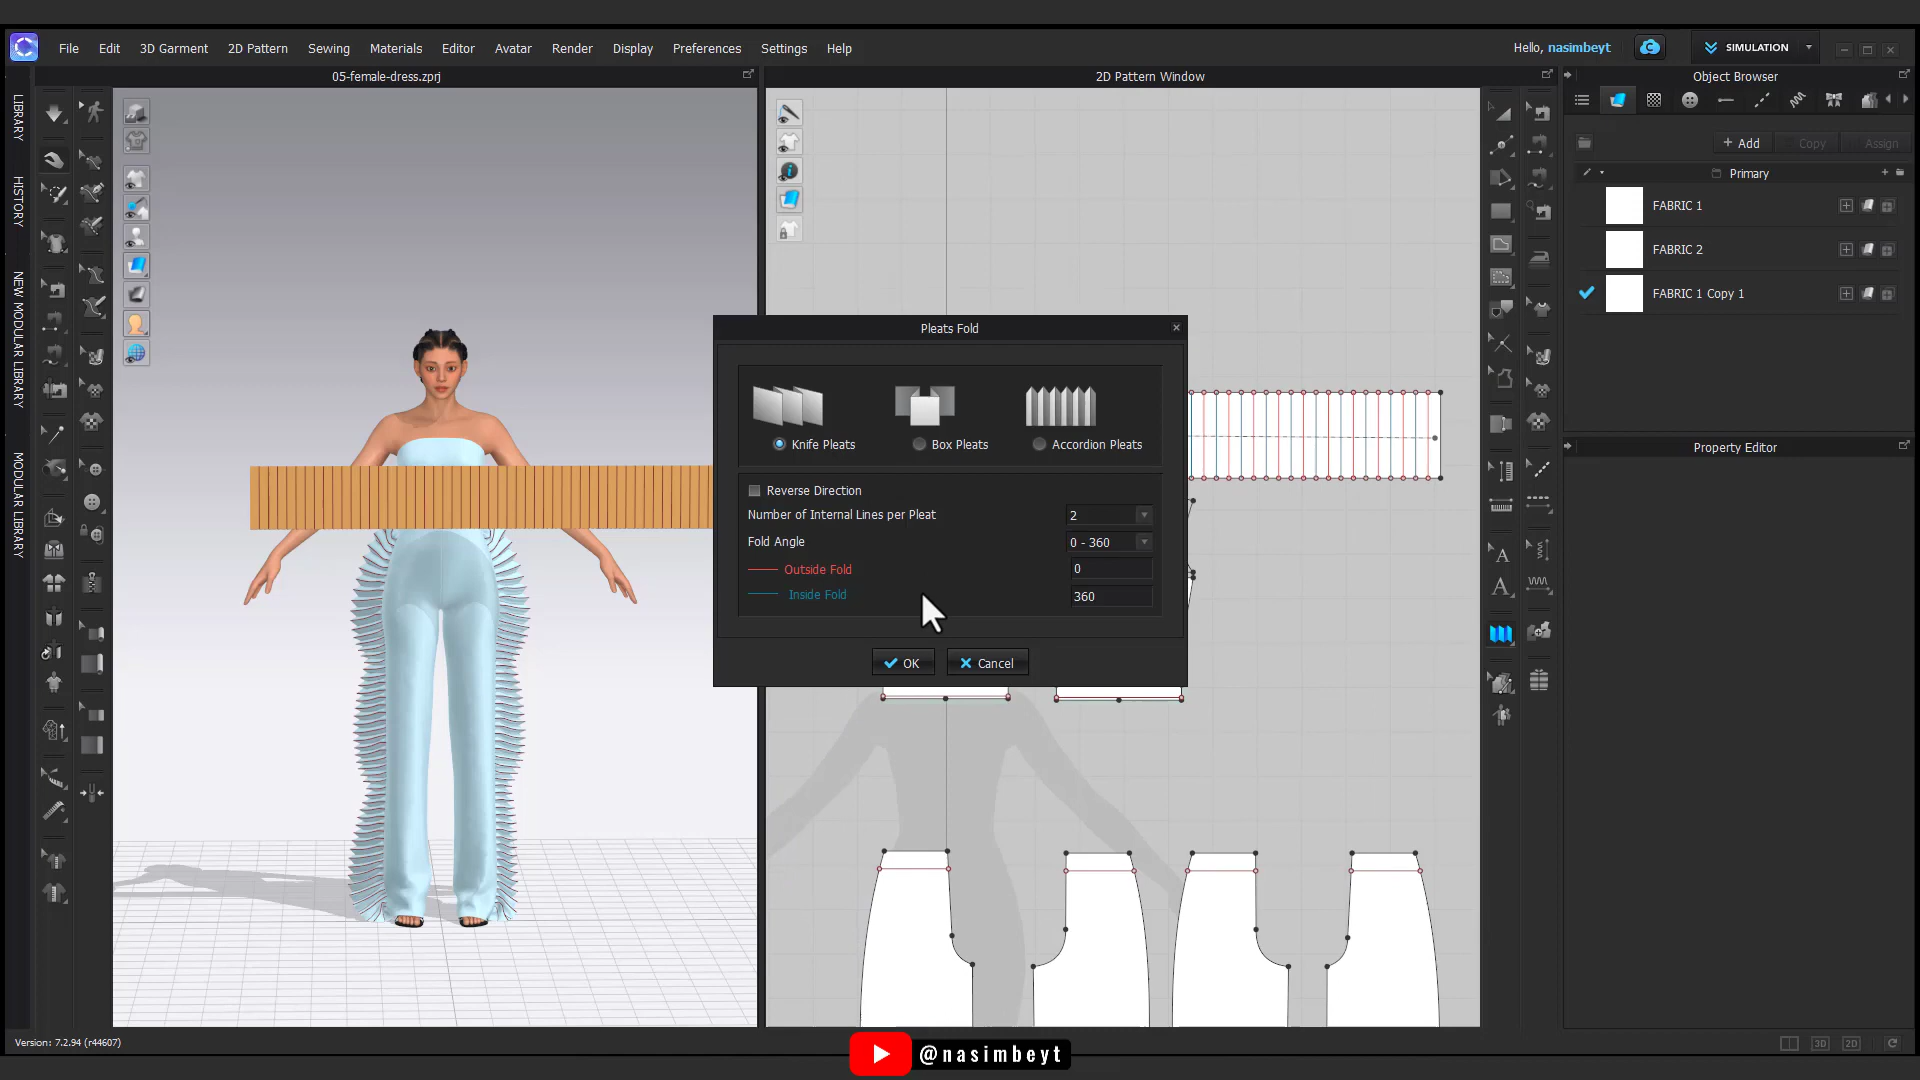 File Edit 3D Garment 2D Pattern Sewing Materials Editor Avatar Render Display Preferences Settings Help
Hello, nasimbeyt
SIMULATION
05-female-dress.zprj
2D Pattern Window
Object Browser
LIBRARY
HISTORY
NEW MODULAR LIBRARY
MODULAR LIBRARY
+ Add Copy Assign
Primary
FABRIC 1
FABRIC 2
FABRIC 1 Copy 1
Property Editor
Pleats Fold
Knife Pleats Box Pleats Accordion Pleats
Reverse Direction
Number of Internal Lines per Pleat 2
Fold Angle 0 - 360
Outside Fold 0
Inside Fold 360
OK Cancel
A
A
Version: 7.2.94 (r44607)
3D 2D
@nasimbeyt